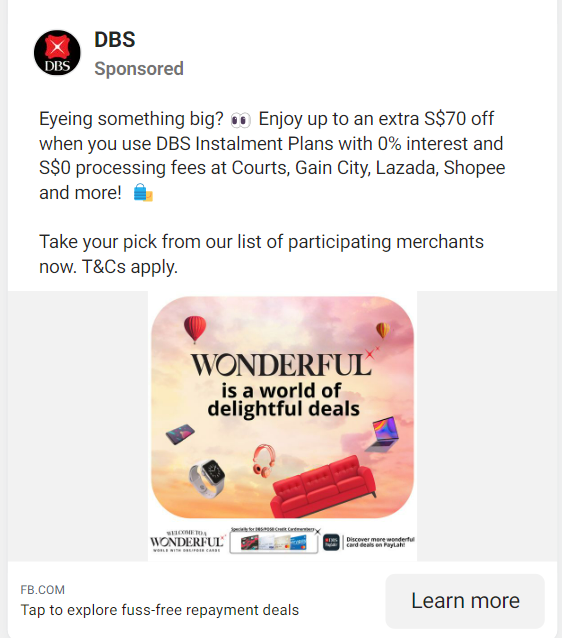 DBS
DBS
Sponsored
Eyeing something big? 👀 Enjoy up to an extra S$70 off
when you use DBS Instalment Plans with 0% interest and
S$0 processing fees at Courts, Gain City, Lazada, Shopee
and more! 🛍️
Take your pick from our list of participating merchants
now. T&Cs apply.
WONDERFUL
is a world of
delightful deals
WELCOME TO A
WONDERFUL
WORLD WITH DBS/POSB CARDS
Specially for DBS/POSB Credit Cardmembers
DBS
Discover more wonderful
card deals on PayLah!
FB.COM
Tap to explore fuss-free repayment deals
Learn more